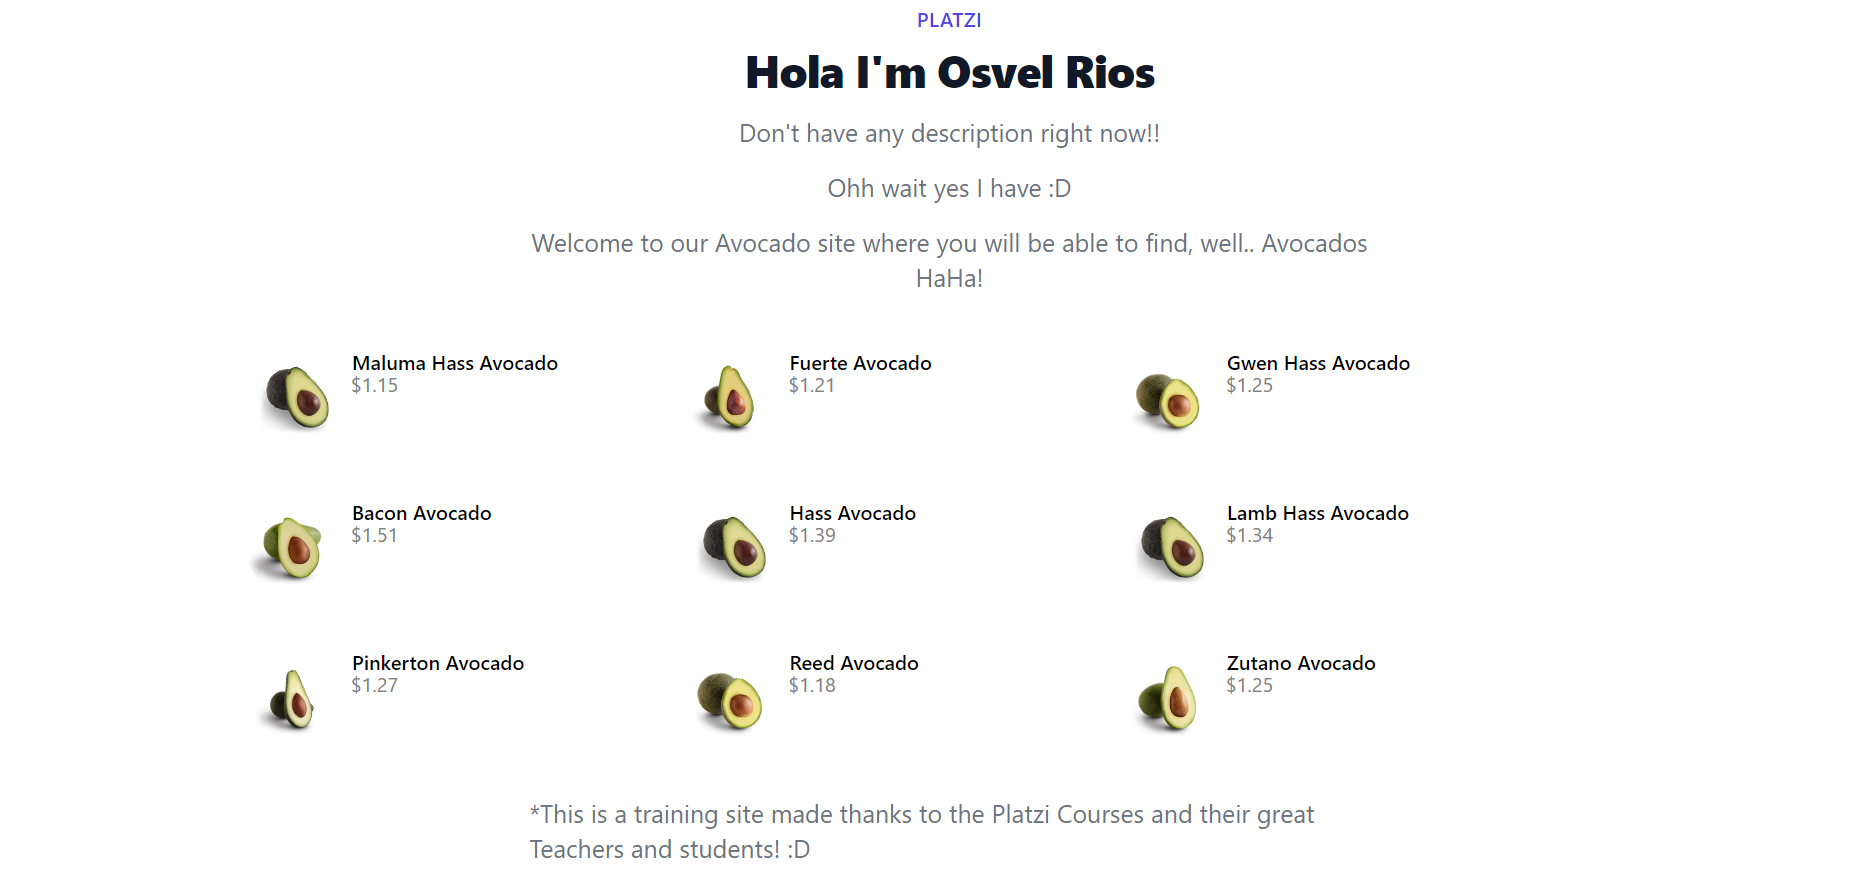 PLATZI
Hola I'm Osvel Rios
Don't have any description right now!!
Ohh wait yes I have :D
Welcome to our Avocado site where you will be able to find, well.. Avocados
HaHa!
Maluma Hass Avocado
$1.15
Fuerte Avocado
$1.21
Gwen Hass Avocado
$1.25
Bacon Avocado
$1.51
Hass Avocado
$1.39
Lamb Hass Avocado
$1.34
Pinkerton Avocado
$1.27
Reed Avocado
$1.18
Zutano Avocado
$1.25
*This is a training site made thanks to the Platzi Courses and their great
Teachers and students! :D